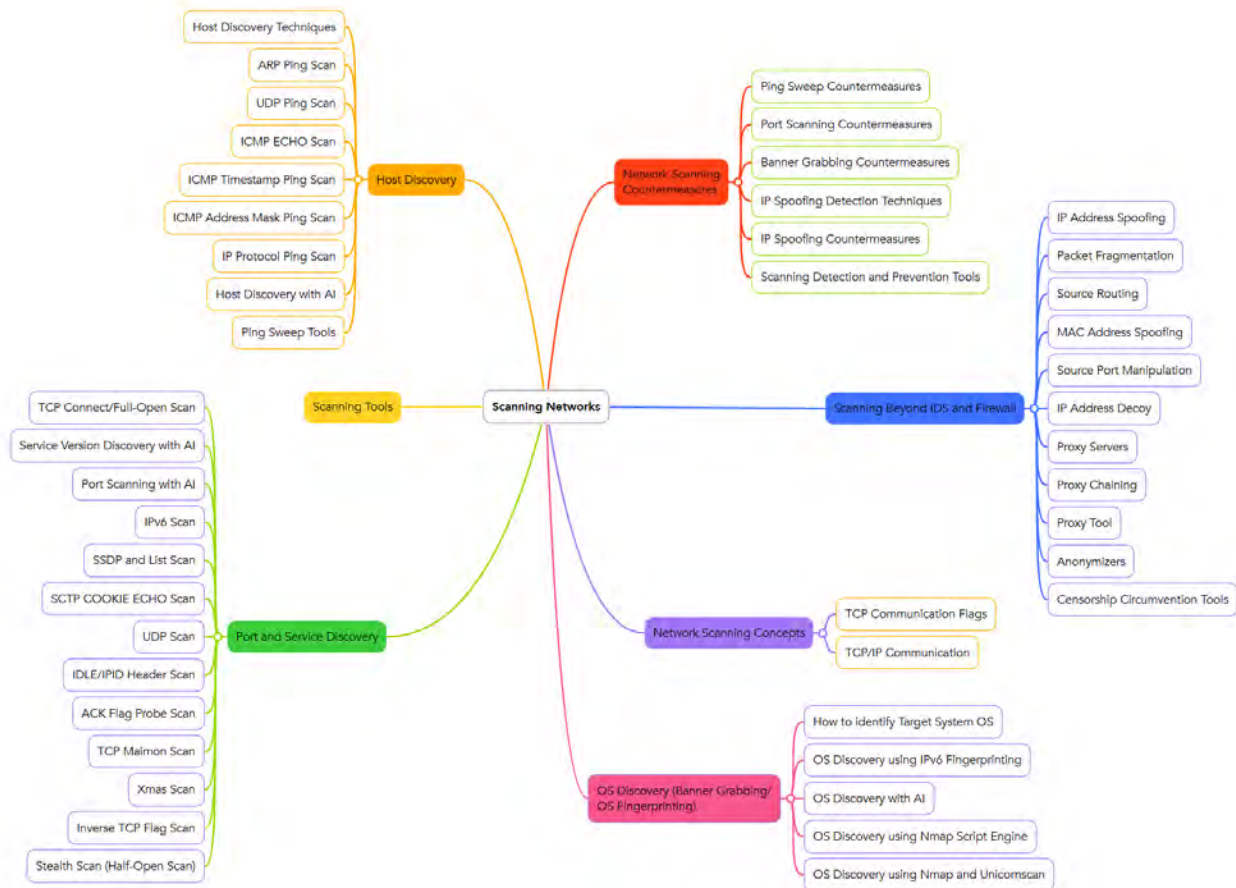 Host Discovery Techniques
ARP Ping Scan
UDP Ping Scan
ICMP ECHO Scan
ICMP Timestamp Ping Scan
ICMP Address Mask Ping Scan
IP Protocol Ping Scan
Host Discovery with AI
Ping Sweep Tools
Host Discovery
Network Scanning
Countermeasures
Ping Sweep Countermeasures
Port Scanning Countermeasures
Banner Grabbing Countermeasures
IP Spoofing Detection Techniques
IP Spoofing Countermeasures
Scanning Detection and Prevention Tools
Scanning Tools
Scanning Networks
Scanning Beyond IDS and Firewall
IP Address Spoofing
Packet Fragmentation
Source Routing
MAC Address Spoofing
Source Port Manipulation
IP Address Decoy
Proxy Servers
Proxy Chaining
Proxy Tool
Anonymizers
Censorship Circumvention Tools
TCP Connect/Full-Open Scan
Service Version Discovery with AI
Port Scanning with AI
IPv6 Scan
SSDP and List Scan
SCTP COOKIE ECHO Scan
UDP Scan
IDLE/IPID Header Scan
ACK Flag Probe Scan
TCP Maimon Scan
Xmas Scan
Inverse TCP Flag Scan
Stealth Scan (Half-Open Scan)
Port and Service Discovery
Network Scanning Concepts
TCP Communication Flags
TCP/IP Communication
OS Discovery (Banner Grabbing/
OS Fingerprinting)
How to identify Target System OS
OS Discovery using IPv6 Fingerprinting
OS Discovery with AI
OS Discovery using Nmap Script Engine
OS Discovery using Nmap and Unicornscan